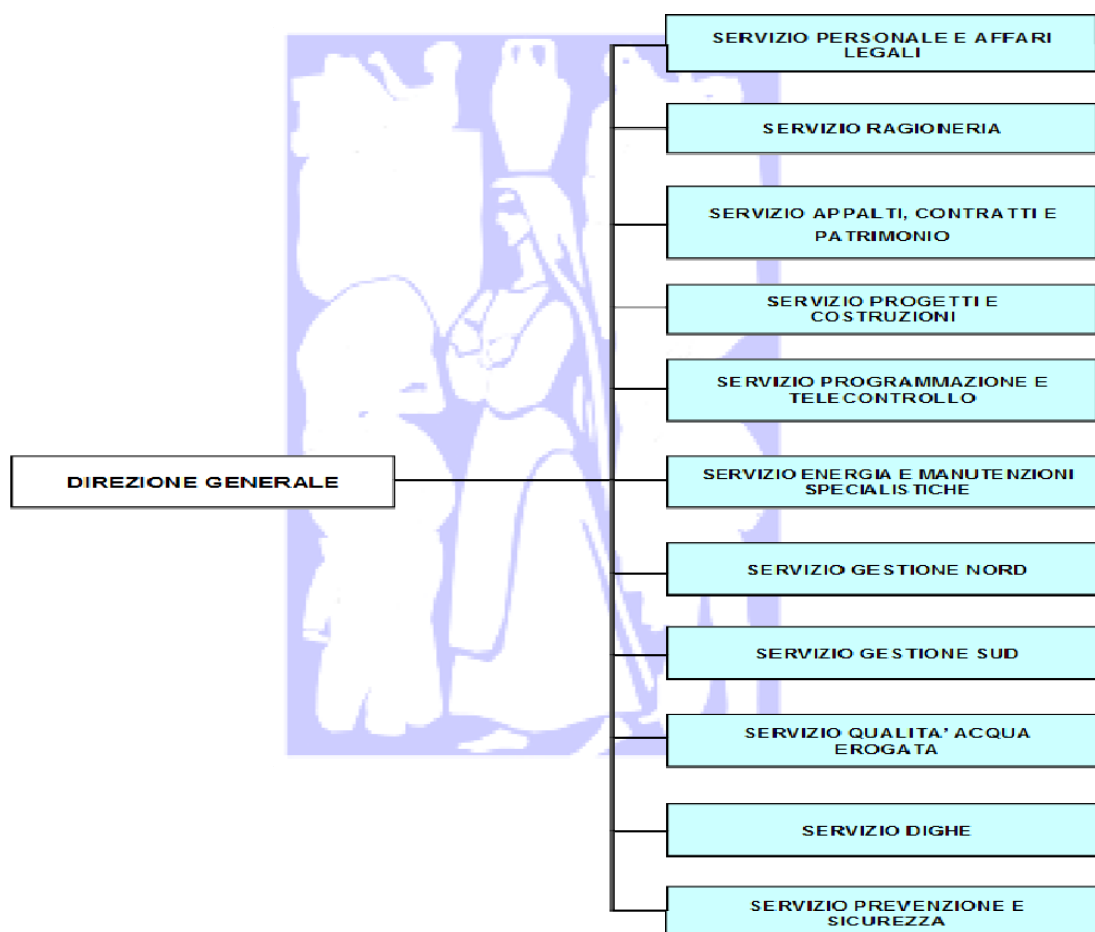 SERVIZIO PERSONALE E AFFARI
LEGALI
SERVIZIO RAGIONERIA
SERVIZIO APPALTI, CONTRATTI E
PATRIMONIO
SERVIZIO PROGETTI E
COSTRUZIONI
SERVIZIO PROGRAMMAZIONE E
TELECONTROLLO
DIREZIONE GENERALE
SERVIZIO ENERGIA E MANUTENZIONI
SPECIALISTICHE
SERVIZIO GESTIONE NORD
SERVIZIO GESTIONE SUD
SERVIZIO QUALITA' ACQUA
EROGATA
SERVIZIO DIGHE
SERVIZIO PREVENZIONE E
SICUREZZA